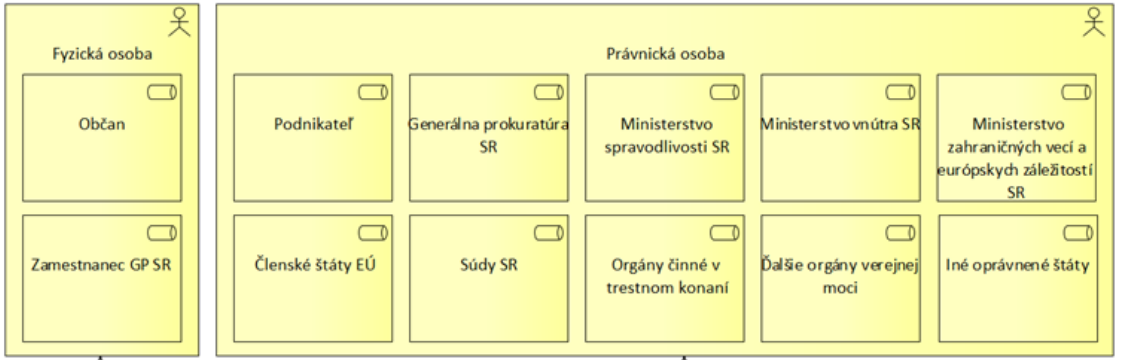 Fyzická osoba
Občan
Zamestnanec GP SR
Právnická osoba
Podnikateľ
Generálna prokuratúra
SR
Ministerstvo
spravodlivosti SR
Ministerstvo vnútra SR
Ministerstvo
zahraničných vecí a
európskych záležitostí
SR
Členské štáty EÚ
Súdy SR
Orgány činné v
trestnom konaní
Ďalšie orgány verejnej
moci
Iné oprávnené štáty